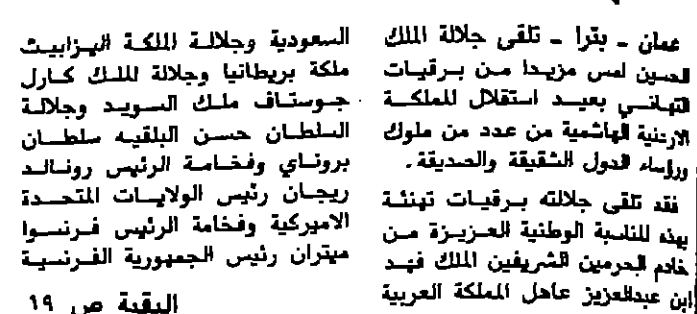 عمان ـ بترا ـ تلقى جلالة الملك
الحسين امس مزيدا من برقيات
التهاني بعيد استقلال المملكة
الاردنية الهاشمية من عدد من ملوك
ورؤساء الدول الشقيقة والصديقة .
فقد تلقى جلالته برقيات تهنئة
بهذه المناسبة الوطنية العزيزة من
خادم الحرمين الشريفين الملك فهد
ابن عبدالعزيز عاهل المملكة العربية
السعودية وجلالة الملكة اليزابيث
ملكة بريطانيا وجلالة الملك كارل
جوستاف ملك السويد وجلالة
السلطان حسن البلقيه سلطان
بروناي وفخامة الرئيس رونالد
ريجان رئيس الولايات المتحدة
الاميركية وفخامة الرئيس فرنسوا
ميتران رئيس الجمهورية الفرنسية
البقية ص ١٩